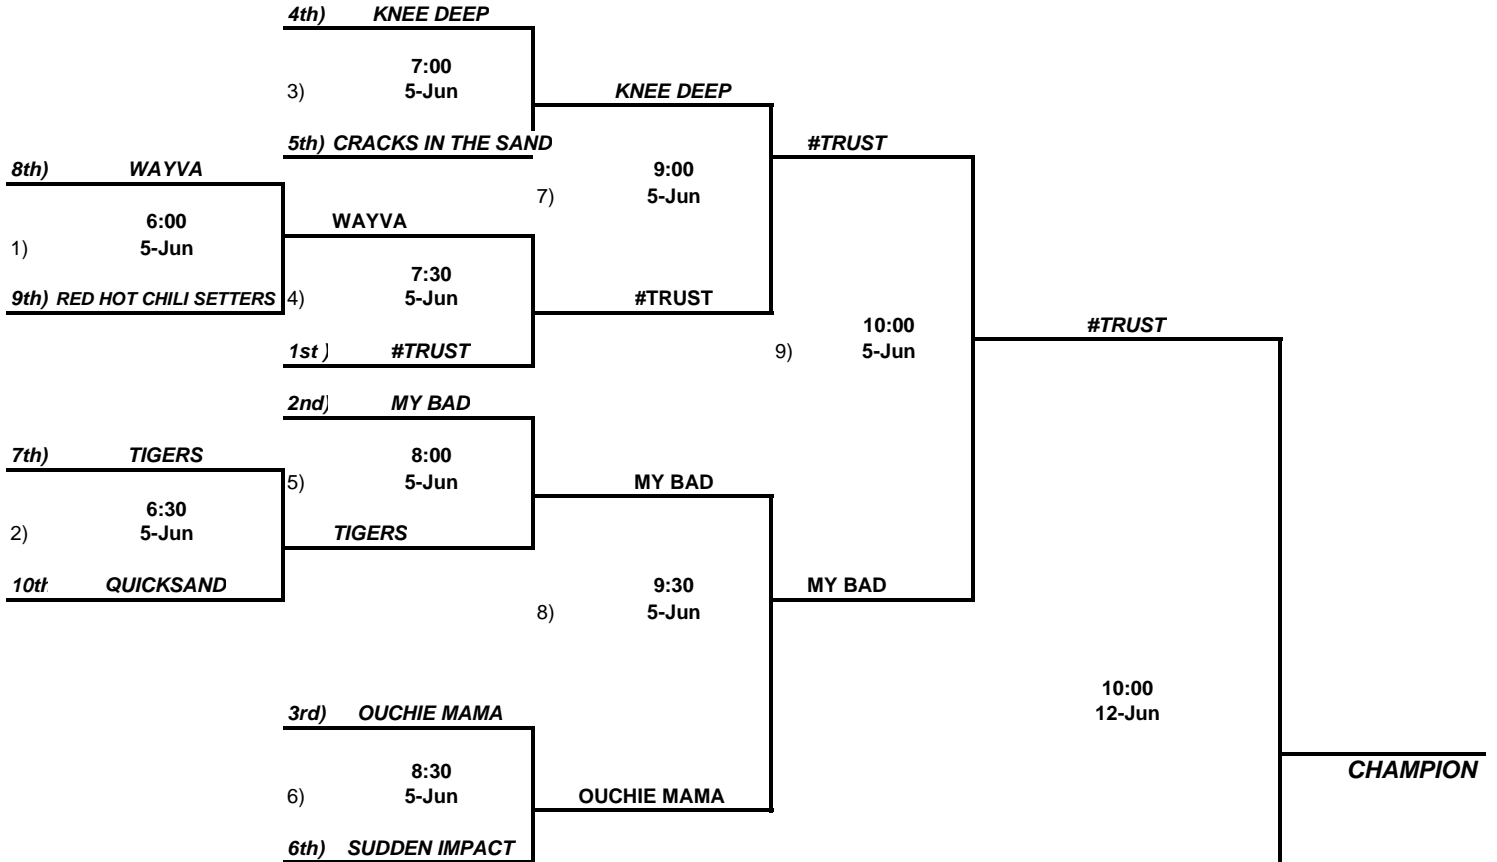 4th) KNEE DEEP
7:00
3) 5-Jun
KNEE DEEP
5th) CRACKS IN THE SAND
#TRUST
8th) WAYVA
9:00
7) 5-Jun
6:00
1) 5-Jun
WAYVA
7:30
4) 5-Jun
9th) RED HOT CHILI SETTERS
#TRUST
10:00
9) 5-Jun
#TRUST
1st ) #TRUST
2nd) MY BAD
7th) TIGERS
8:00
5) 5-Jun
MY BAD
6:30
2) 5-Jun
TIGERS
10th QUICKSAND
9:30
8) 5-Jun
MY BAD
10:00
12-Jun
3rd) OUCHIE MAMA
8:30
6) 5-Jun
OUCHIE MAMA
CHAMPION
6th) SUDDEN IMPACT